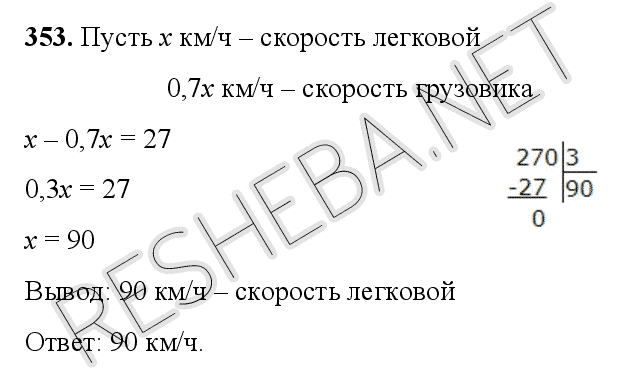 353. Пусть x км/ч – скорость легковой
0,7x км/ч – скорость грузовика
x – 0,7x = 27
0,3x = 27
x = 90
270 3
-27 90
0
Вывод: 90 км/ч – скорость легковой
Ответ: 90 км/ч.
RESHEBA.NET